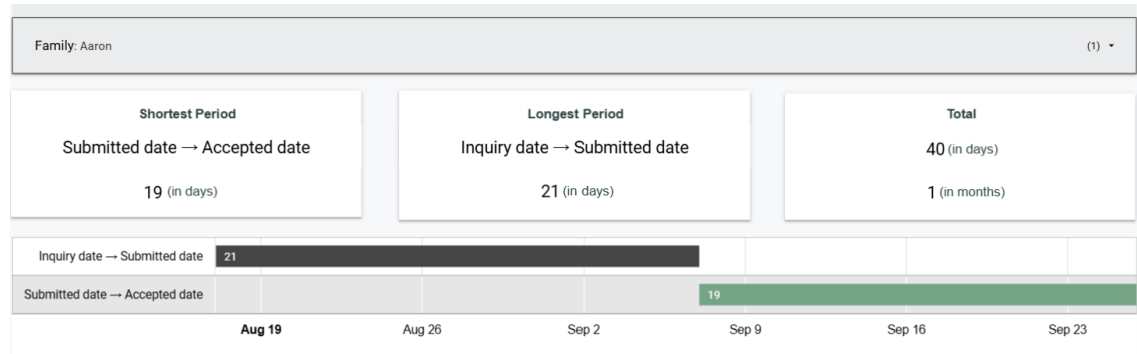 Family: Aaron (1)
Shortest Period
Submitted date → Accepted date
19 (in days)
Longest Period
Inquiry date → Submitted date
21 (in days)
Total
40 (in days)
1 (in months)
Inquiry date → Submitted date 21
Submitted date → Accepted date 19
Aug 19 Aug 26 Sep 2 Sep 9 Sep 16 Sep 23